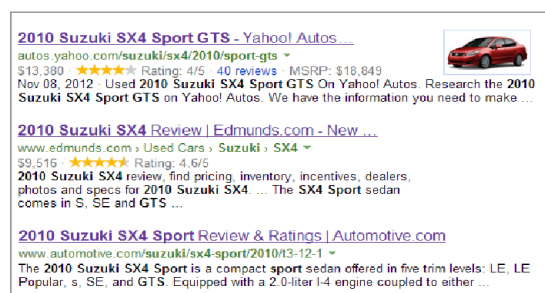 2010 Suzuki SX4 Sport GTS - Yahoo! Autos ...
autos.yahoo.com/suzuki/sx4/2010/sport-gts
$13,380 · Rating: 4/5 · 40 reviews · MSRP: $18,849
Nov 08, 2012 · Used 2010 Suzuki SX4 Sport GTS On Yahoo! Autos. Research the 2010
Suzuki SX4 Sport GTS on Yahoo! Autos. We have the information you need to make ...
2010 Suzuki SX4 Review | Edmunds.com - New ...
www.edmunds.com › Used Cars › Suzuki › SX4
$9,516 · Rating: 4.6/5
2010 Suzuki SX4 review, find pricing, inventory, incentives, dealers,
photos and specs for 2010 Suzuki SX4. ... The SX4 Sport sedan
comes in S, SE and GTS ...
2010 Suzuki SX4 Sport Review & Ratings | Automotive.com
www.automotive.com/suzuki/sx4-sport/2010/t3-12-1
The 2010 Suzuki SX4 Sport is a compact sport sedan offered in five trim levels: LE, LE
Popular, s, SE, and GTS. Equipped with a 2.0-liter I-4 engine coupled to either ...